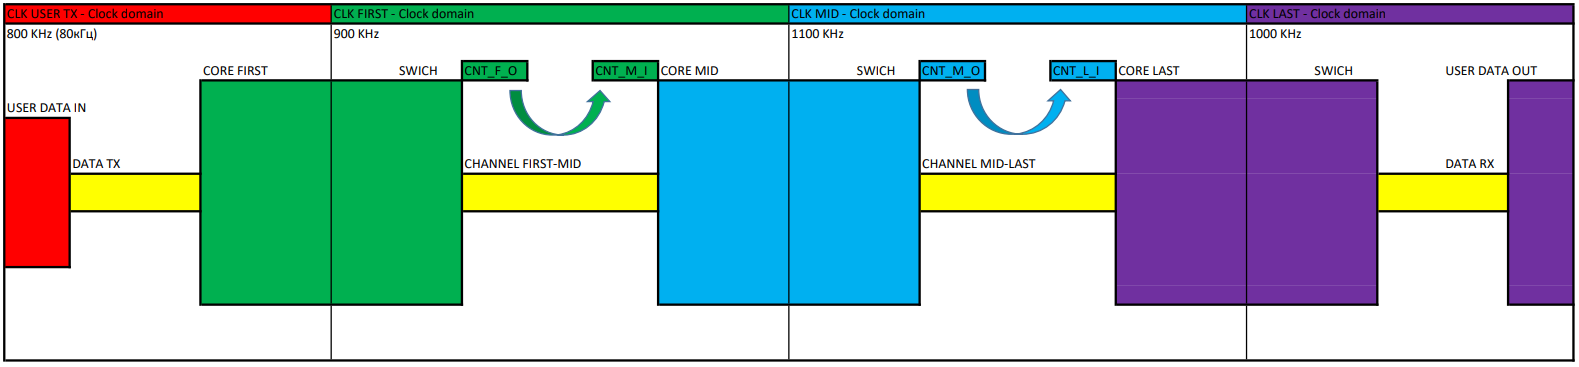 CLK USER TX - Clock domain
CLK FIRST - Clock domain
CLK MID - Clock domain
CLK LAST - Clock domain
800 KHz (80кГц)
900 KHz
1100 KHz
1000 KHz
CORE FIRST
SWICH
CNT_F_O
CNT_M_I
CORE MID
SWICH
CNT_M_O
CNT_L_I
CORE LAST
SWICH
USER DATA OUT
USER DATA IN
DATA TX
CHANNEL FIRST-MID
CHANNEL MID-LAST
DATA RX